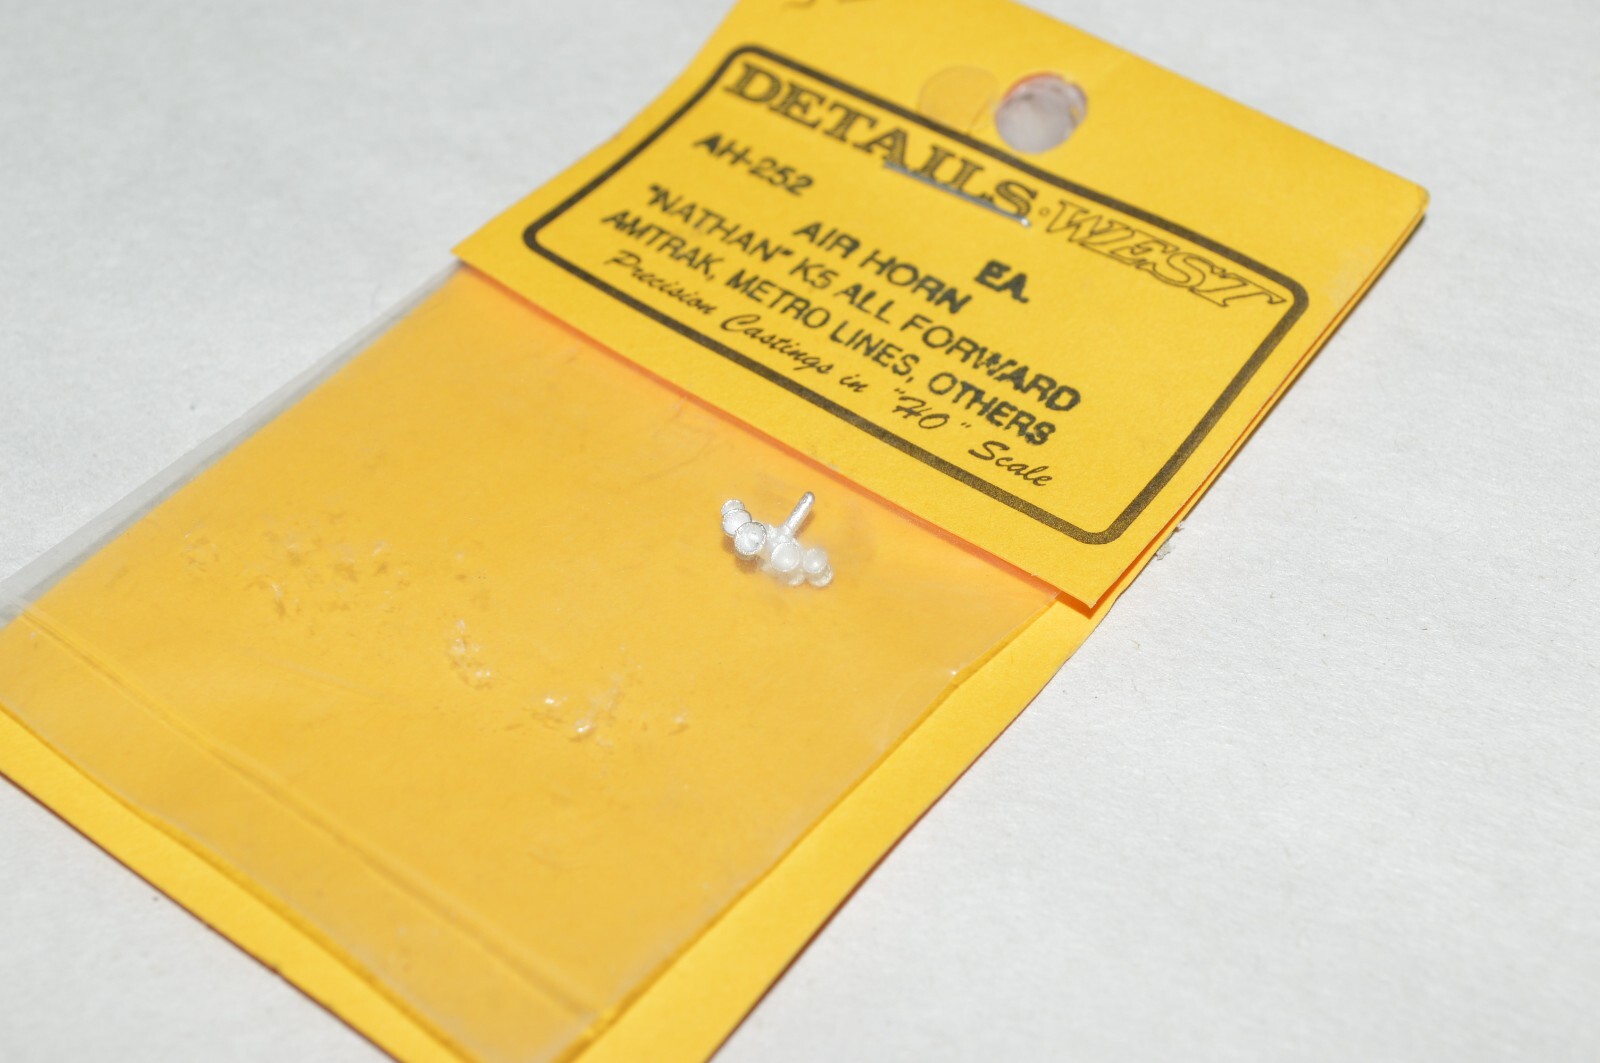 DETAILS·WEST
AH-252
EA.
AIR HORN
"NATHAN" K5 ALL FORWARD
AMTRAK, METRO LINES, OTHERS
Precision Castings in "HO" Scale